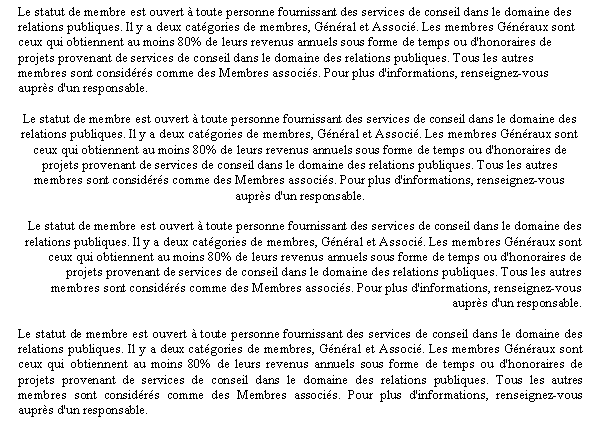 Le statut de membre est ouvert à toute personne fournissant des services de conseil dans le domaine des
relations publiques. Il y a deux catégories de membres, Général et Associé. Les membres Généraux sont
ceux qui obtiennent au moins 80% de leurs revenus annuels sous forme de temps ou d'honoraires de
projets provenant de services de conseil dans le domaine des relations publiques. Tous les autres
membres sont considérés comme des Membres associés. Pour plus d'informations, renseignez-vous
auprès d'un responsable.
Le statut de membre est ouvert à toute personne fournissant des services de conseil dans le domaine des
relations publiques. Il y a deux catégories de membres, Général et Associé. Les membres Généraux sont
ceux qui obtiennent au moins 80% de leurs revenus annuels sous forme de temps ou d'honoraires de
projets provenant de services de conseil dans le domaine des relations publiques. Tous les autres
membres sont considérés comme des Membres associés. Pour plus d'informations, renseignez-vous
auprès d'un responsable.
Le statut de membre est ouvert à toute personne fournissant des services de conseil dans le domaine des
relations publiques. Il y a deux catégories de membres, Général et Associé. Les membres Généraux sont
ceux qui obtiennent au moins 80% de leurs revenus annuels sous forme de temps ou d'honoraires de
projets provenant de services de conseil dans le domaine des relations publiques. Tous les autres
membres sont considérés comme des Membres associés. Pour plus d'informations, renseignez-vous
auprès d'un responsable.
Le statut de membre est ouvert à toute personne fournissant des services de conseil dans le domaine des
relations publiques. Il y a deux catégories de membres, Général et Associé. Les membres Généraux sont
ceux qui obtiennent au moins 80% de leurs revenus annuels sous forme de temps ou d'honoraires de
projets provenant de services de conseil dans le domaine des relations publiques. Tous les autres
membres sont considérés comme des Membres associés. Pour plus d'informations, renseignez-vous
auprès d'un responsable.